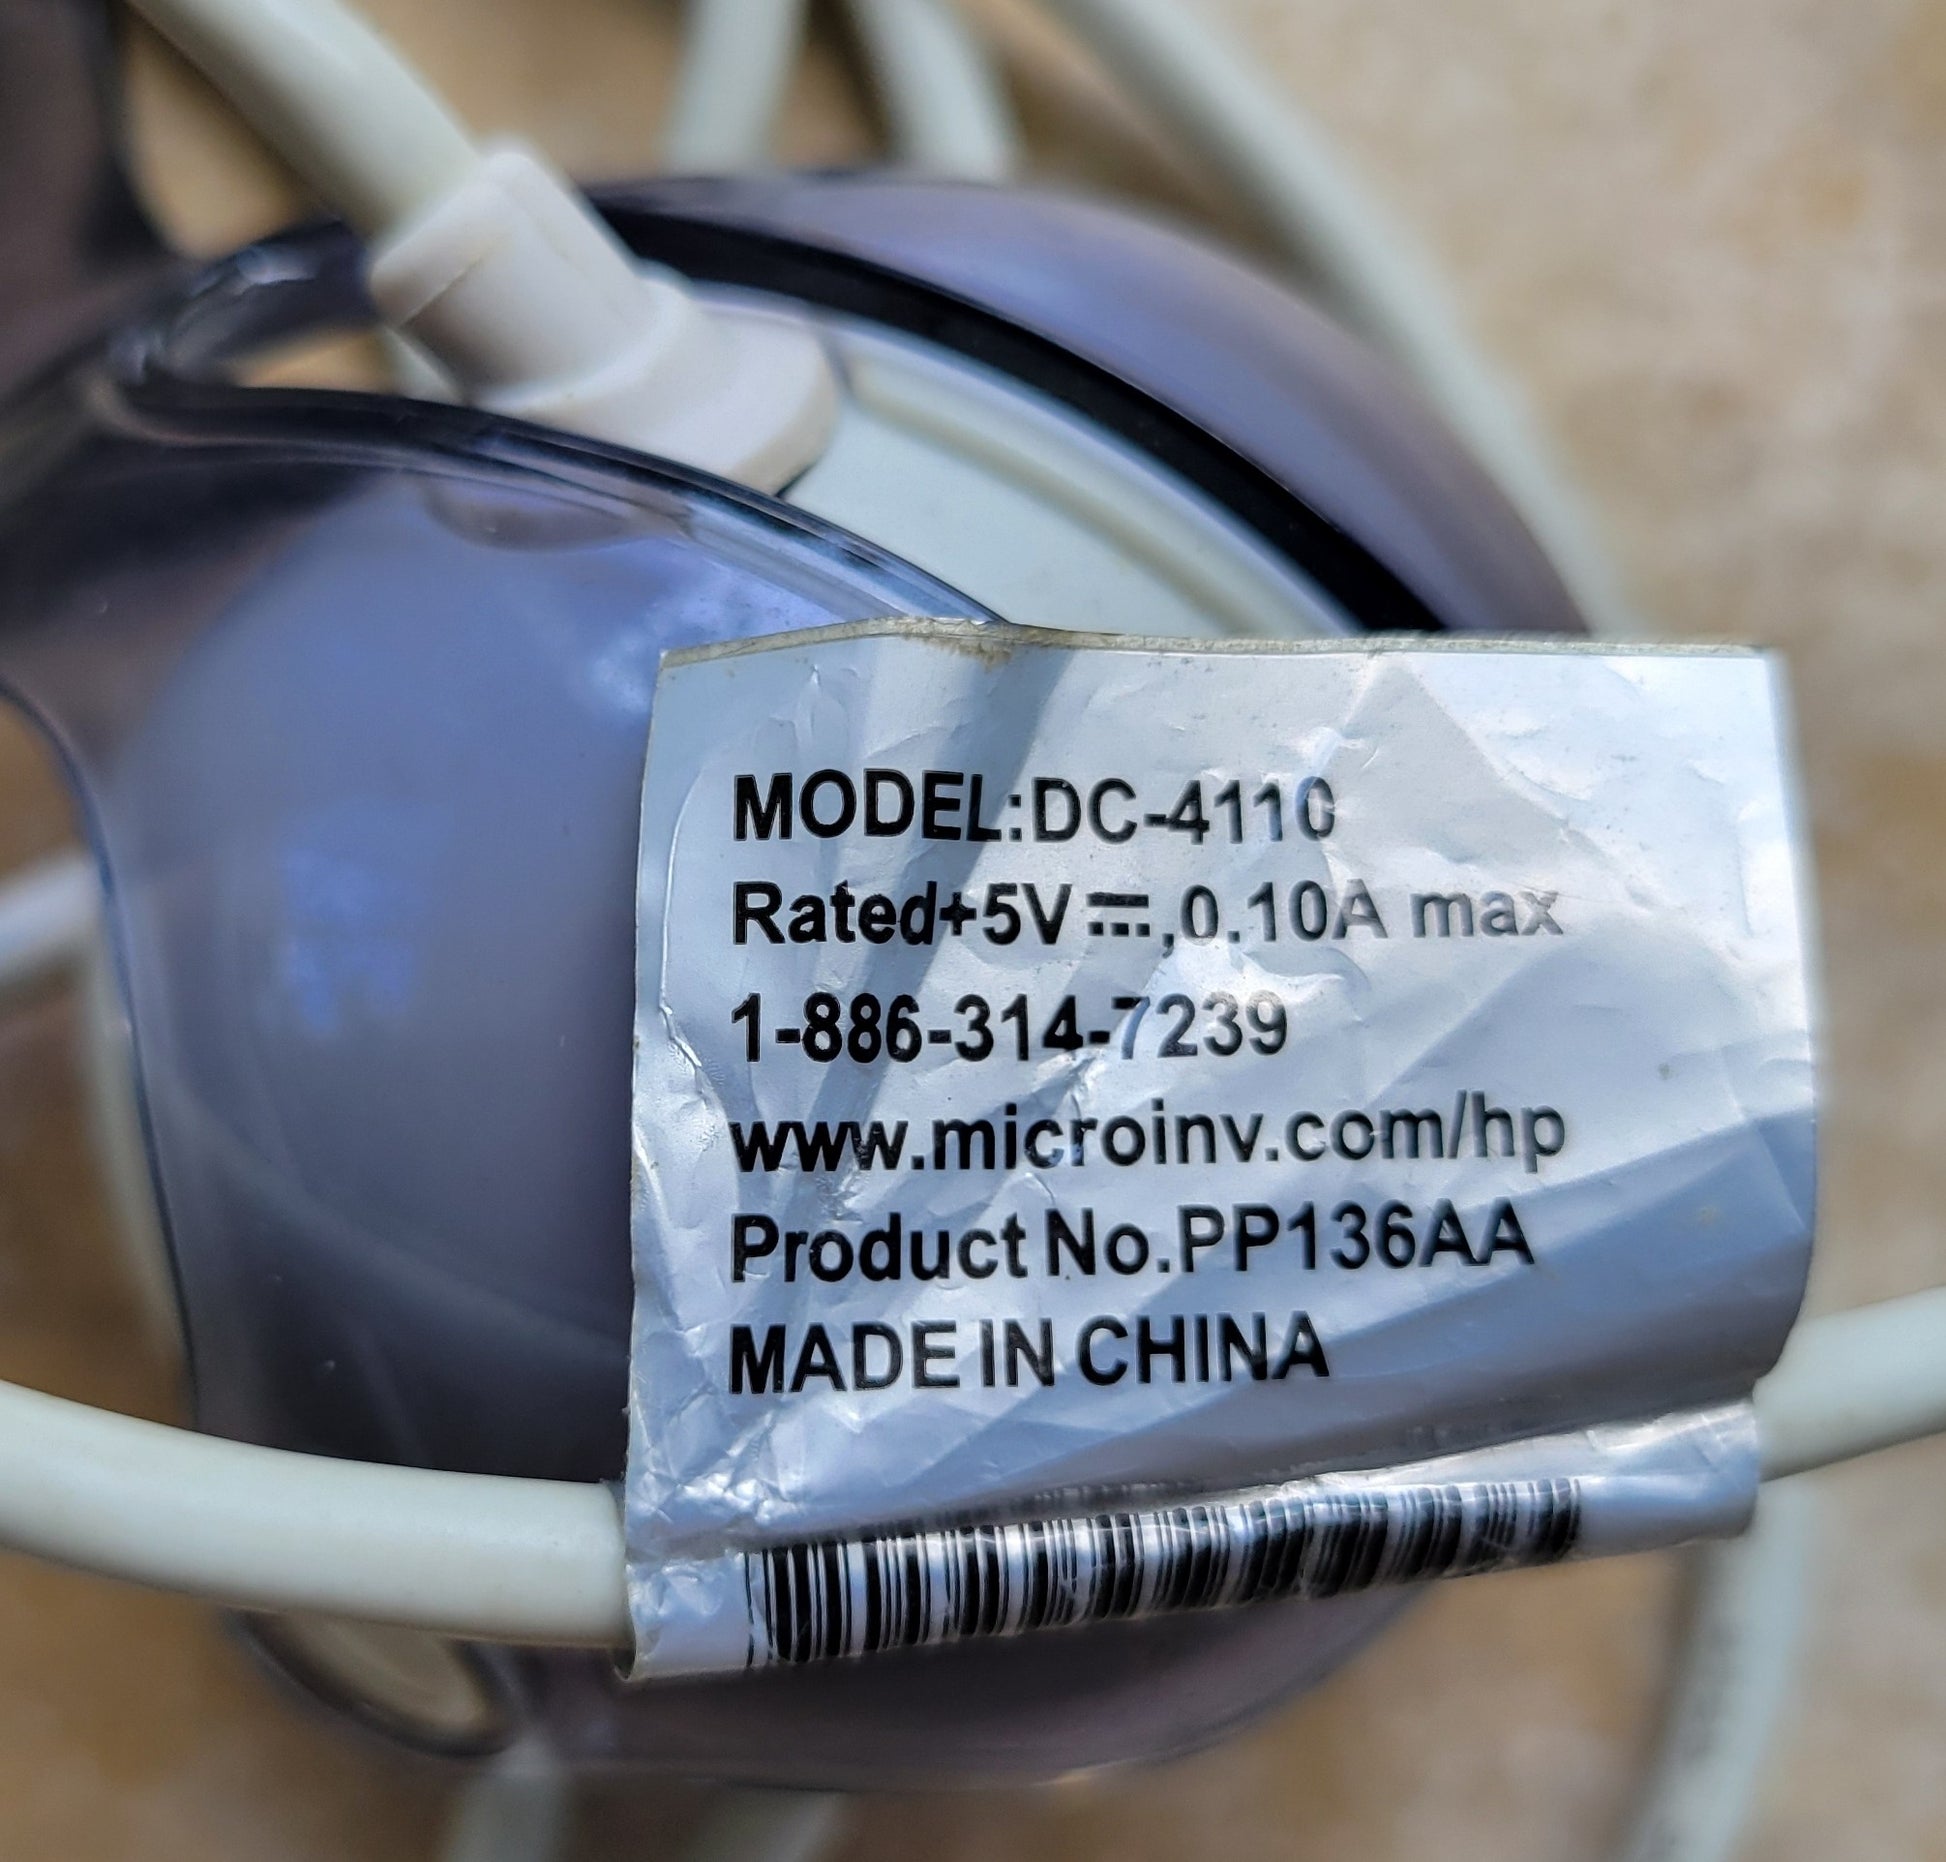 MODEL:DC-4110
Rated+5V⎓,0.10A max
1-886-314-7239
www.microinv.com/hp
Product No.PP136AA
MADE IN CHINA